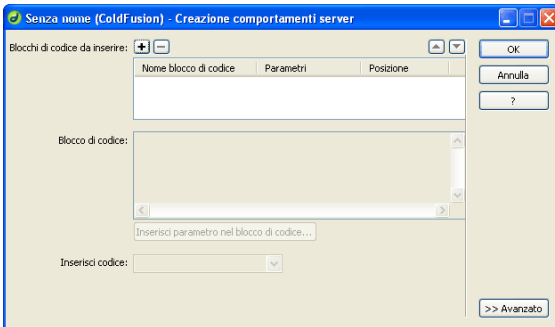 Senza nome (ColdFusion) - Creazione comportamenti server
Blocchi di codice da inserire:
OK
Nome blocco di codice Parametri Posizione
Annulla
?
Blocco di codice:
Inserisci parametro nel blocco di codice...
Inserisci codice:
>> Avanzato